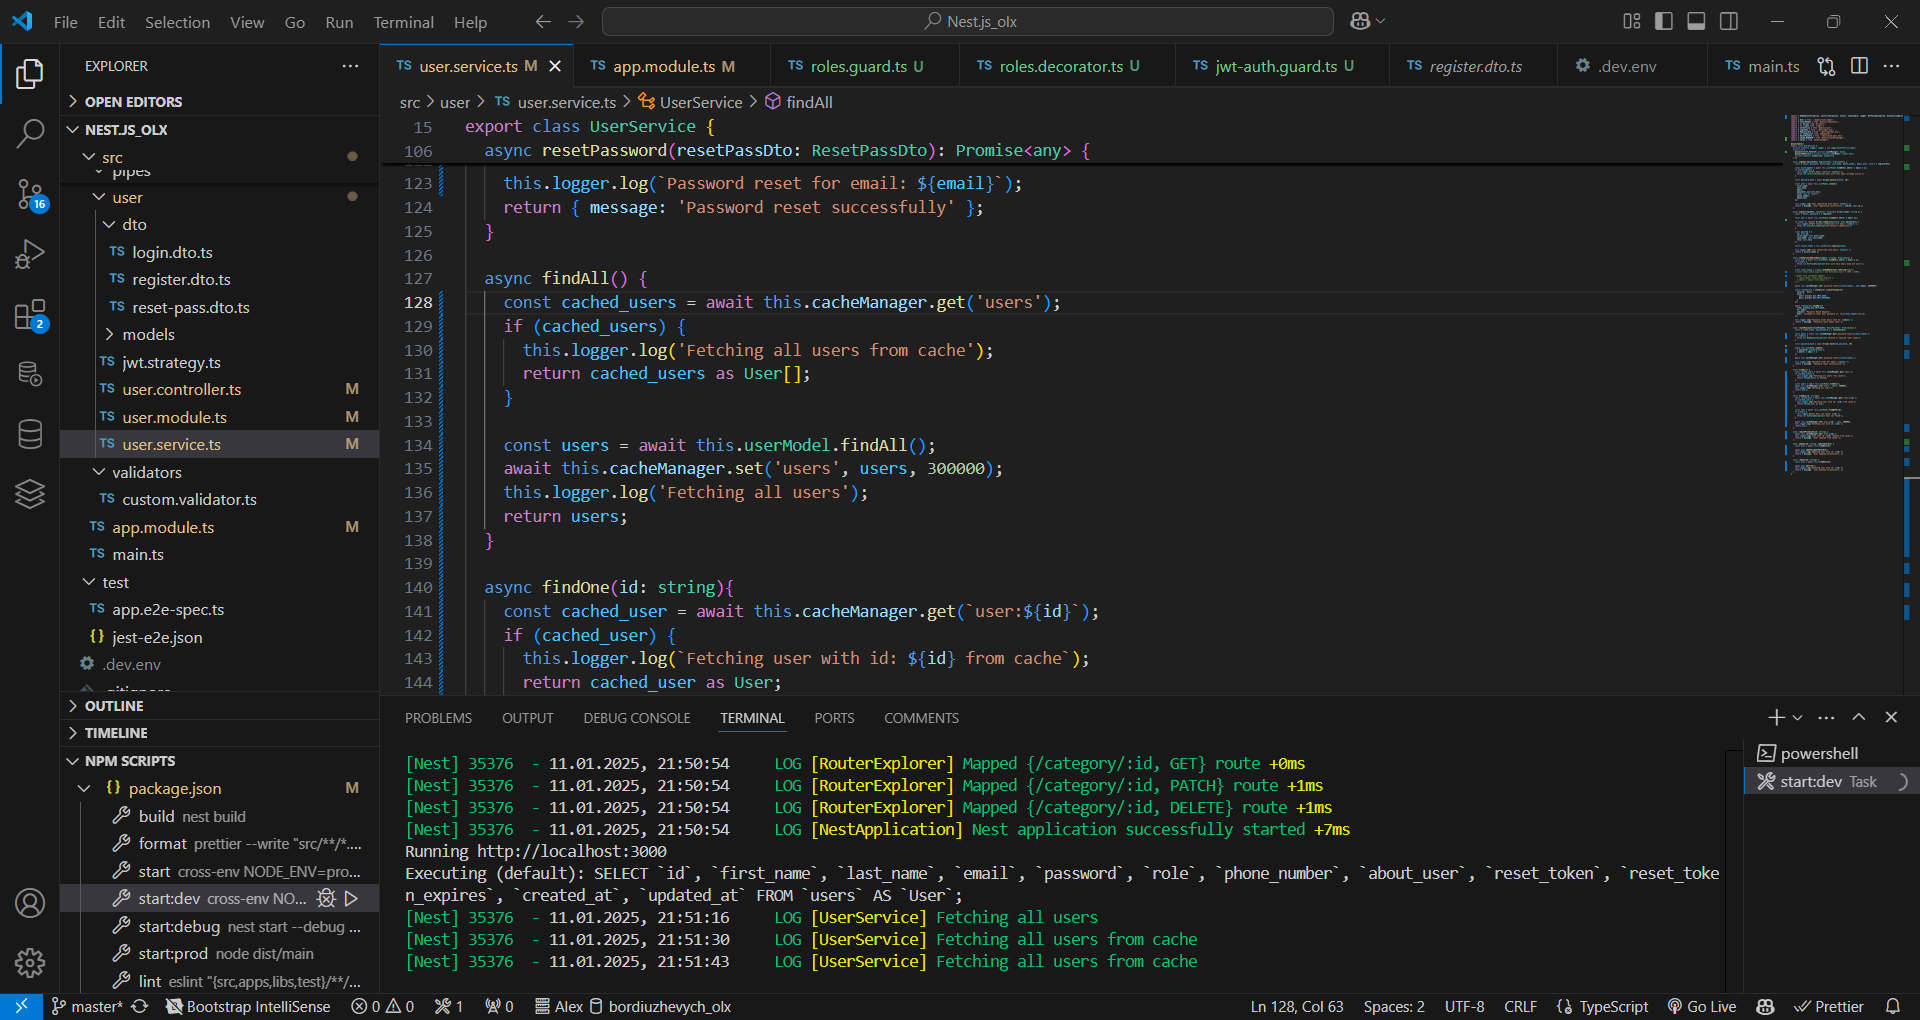 File Edit Selection View Go Run Terminal Help
Nest.js_olx
EXPLORER
OPEN EDITORS
NEST.JS_OLX
src
pipes
user
dto
TS login.dto.ts
TS register.dto.ts
TS reset-pass.dto.ts
models
TS jwt.strategy.ts
TS user.controller.ts M
TS user.module.ts M
TS user.service.ts M
validators
TS custom.validator.ts
TS app.module.ts M
TS main.ts
test
TS app.e2e-spec.ts
{} jest-e2e.json
.dev.env
.gitignore
OUTLINE
TIMELINE
NPM SCRIPTS
{} package.json M
build nest build
format prettier --write "src/**/*....
start cross-env NODE_ENV=pro...
start:dev cross-env NO...
start:debug nest start --debug ...
start:prod node dist/main
lint eslint "{src,apps,libs,test}/**/...
16
2
TS user.service.ts M
TS app.module.ts M
TS roles.guard.ts U
TS roles.decorator.ts U
TS jwt-auth.guard.ts U
TS register.dto.ts
.dev.env
TS main.ts
src > user > TS user.service.ts > UserService > findAll
15 export class UserService {
106 async resetPassword(resetPassDto: ResetPassDto): Promise<any> {
123 this.logger.log(`Password reset for email: ${email}`);
124 return { message: 'Password reset successfully' };
125 }
126
127 async findAll() {
128 const cached_users = await this.cacheManager.get('users');
129 if (cached_users) {
130 this.logger.log('Fetching all users from cache');
131 return cached_users as User[];
132 }
133
134 const users = await this.userModel.findAll();
135 await this.cacheManager.set('users', users, 300000);
136 this.logger.log('Fetching all users');
137 return users;
138 }
139
140 async findOne(id: string){
141 const cached_user = await this.cacheManager.get(`user:${id}`);
142 if (cached_user) {
143 this.logger.log(`Fetching user with id: ${id} from cache`);
144 return cached_user as User;
PROBLEMS OUTPUT DEBUG CONSOLE TERMINAL PORTS COMMENTS
[Nest] 35376 - 11.01.2025, 21:50:54 LOG [RouterExplorer] Mapped {/category/:id, GET} route +0ms
[Nest] 35376 - 11.01.2025, 21:50:54 LOG [RouterExplorer] Mapped {/category/:id, PATCH} route +1ms
[Nest] 35376 - 11.01.2025, 21:50:54 LOG [RouterExplorer] Mapped {/category/:id, DELETE} route +1ms
[Nest] 35376 - 11.01.2025, 21:50:54 LOG [NestApplication] Nest application successfully started +7ms
Running http://localhost:3000
Executing (default): SELECT `id`, `first_name`, `last_name`, `email`, `password`, `role`, `phone_number`, `about_user`, `reset_token`, `reset_toke
n_expires`, `created_at`, `updated_at` FROM `users` AS `User`;
[Nest] 35376 - 11.01.2025, 21:51:16 LOG [UserService] Fetching all users
[Nest] 35376 - 11.01.2025, 21:51:30 LOG [UserService] Fetching all users from cache
[Nest] 35376 - 11.01.2025, 21:51:43 LOG [UserService] Fetching all users from cache
powershell
start:dev Task
master* Bootstrap IntelliSense 0 0 1 0 Alex bordiuzhevych_olx
Ln 128, Col 63 Spaces: 2 UTF-8 CRLF {} TypeScript Go Live Prettier